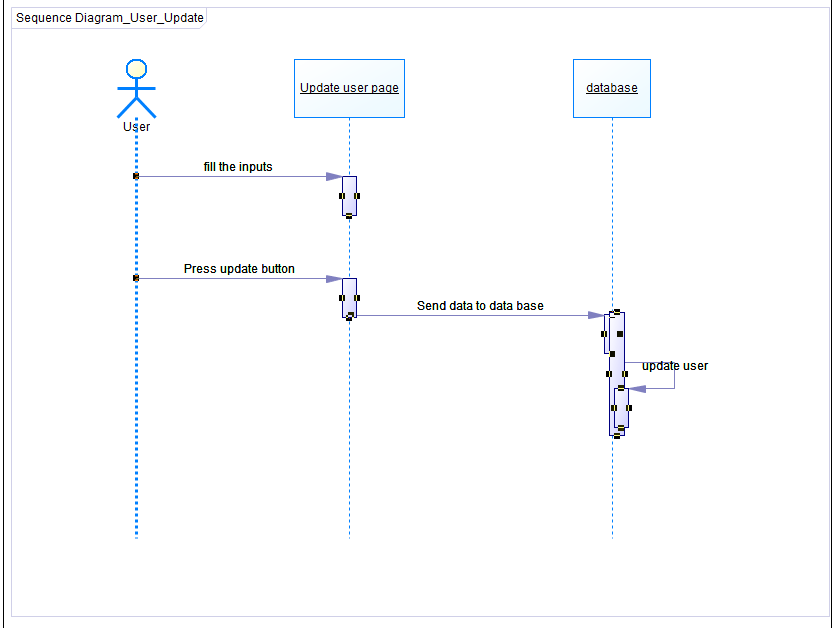 Sequence Diagram_User_Update
Update user page
database
User
fill the inputs
Press update button
Send data to data base
update user